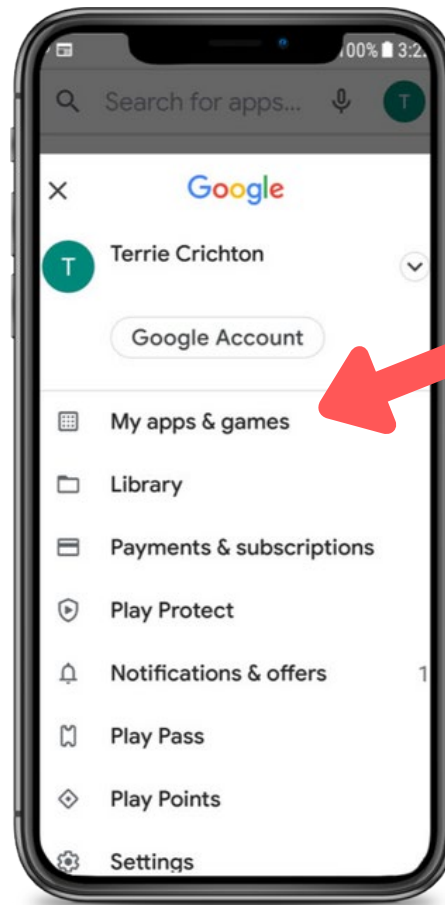 100% 3:2
Search for apps...
T
Google
T
Terrie Crichton
Google Account
My apps & games
Library
Payments & subscriptions
Play Protect
Notifications & offers
1
Play Pass
Play Points
Settings